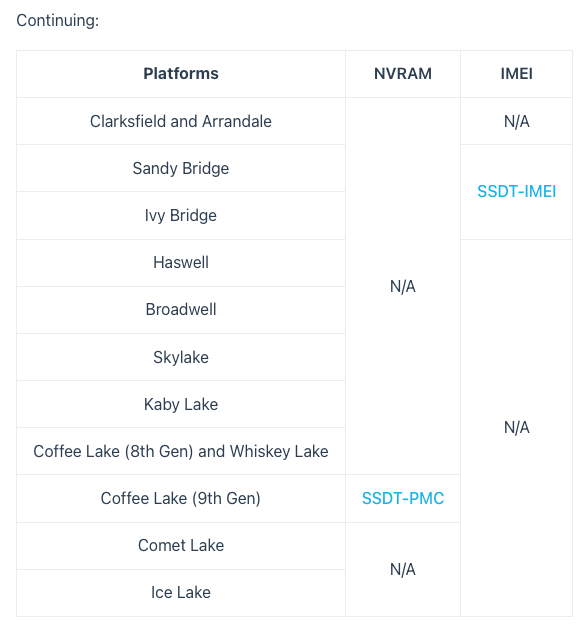 Continuing:
Platforms NVRAM IMEI
Clarksfield and Arrandale N/A
Sandy Bridge
SSDT-IMEI
Ivy Bridge
Haswell
N/A
Broadwell
Skylake
Kaby Lake
N/A
Coffee Lake (8th Gen) and Whiskey Lake
Coffee Lake (9th Gen) SSDT-PMC
Comet Lake
N/A
Ice Lake